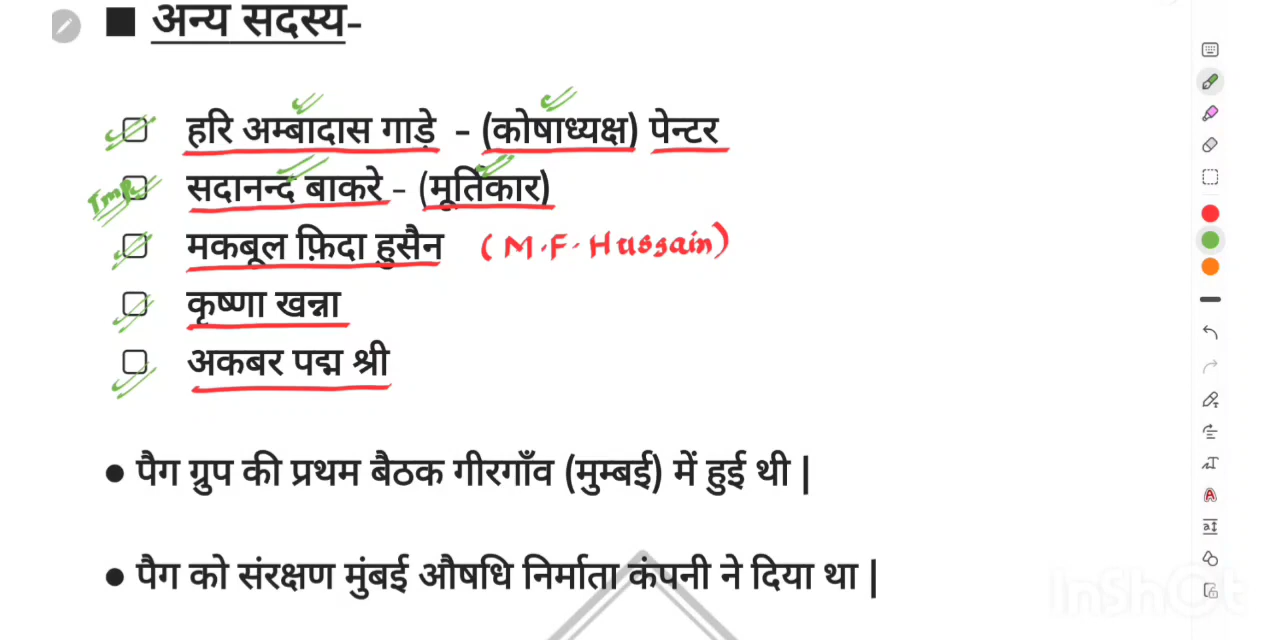 ■ अन्य सदस्य-
हरि अम्बादास गाड़े - (कोषाध्यक्ष) पेन्टर
Imp सदानन्द बाकरे - (मूर्तिकार)
मकबूल फ़िदा हुसैन (M.F. Hussain)
कृष्णा खन्ना
अकबर पद्म श्री
● पैग ग्रुप की प्रथम बैठक गीरगाँव (मुम्बई) में हुई थी |
● पैग को संरक्षण मुंबई औषधि निर्माता कंपनी ने दिया था |
InShOt